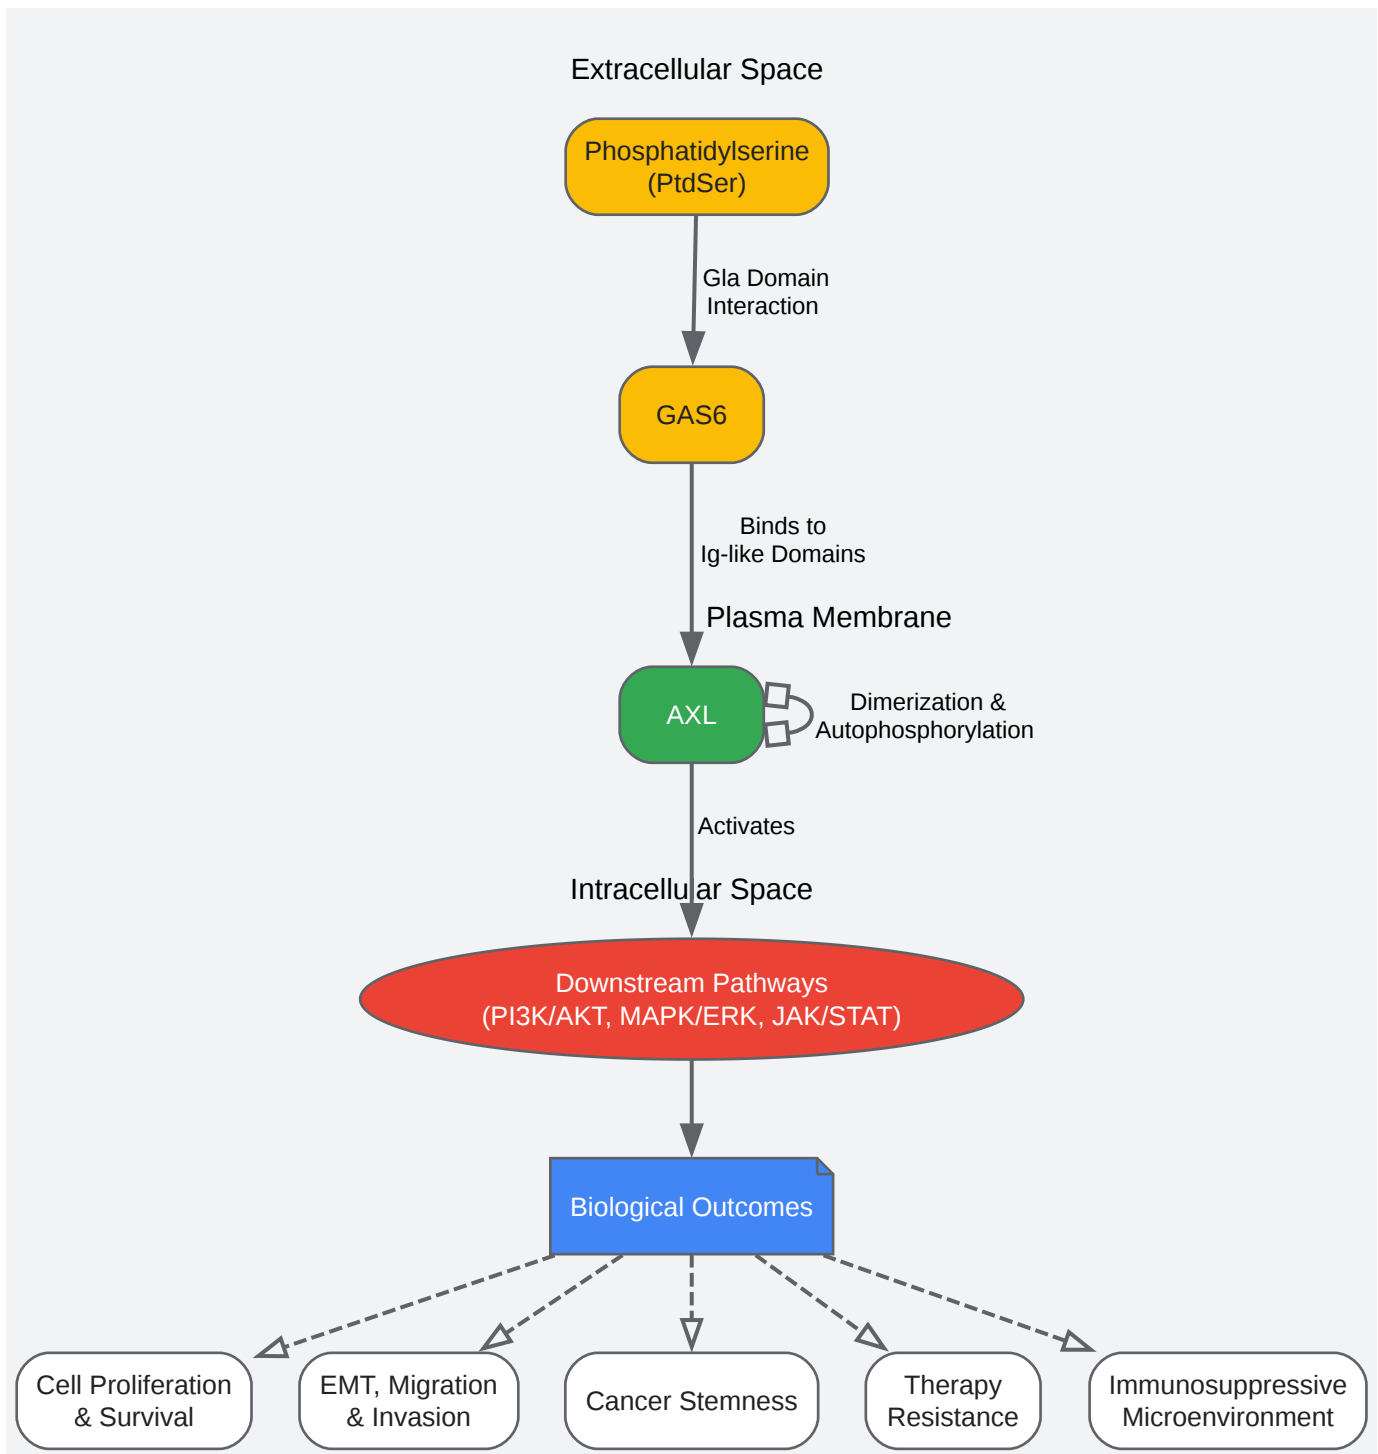 Extracellular Space
Phosphatidylserine
(PtdSer)
Gla Domain
Interaction
GAS6
Binds to
Ig-like Domains
Plasma Membrane
AXL
Dimerization &
Autophosphorylation
Activates
Intracellular Space
Downstream Pathways
(PI3K/AKT, MAPK/ERK, JAK/STAT)
Biological Outcomes
Cell Proliferation
& Survival
EMT, Migration
& Invasion
Cancer Stemness
Therapy
Resistance
Immunosuppressive
Microenvironment